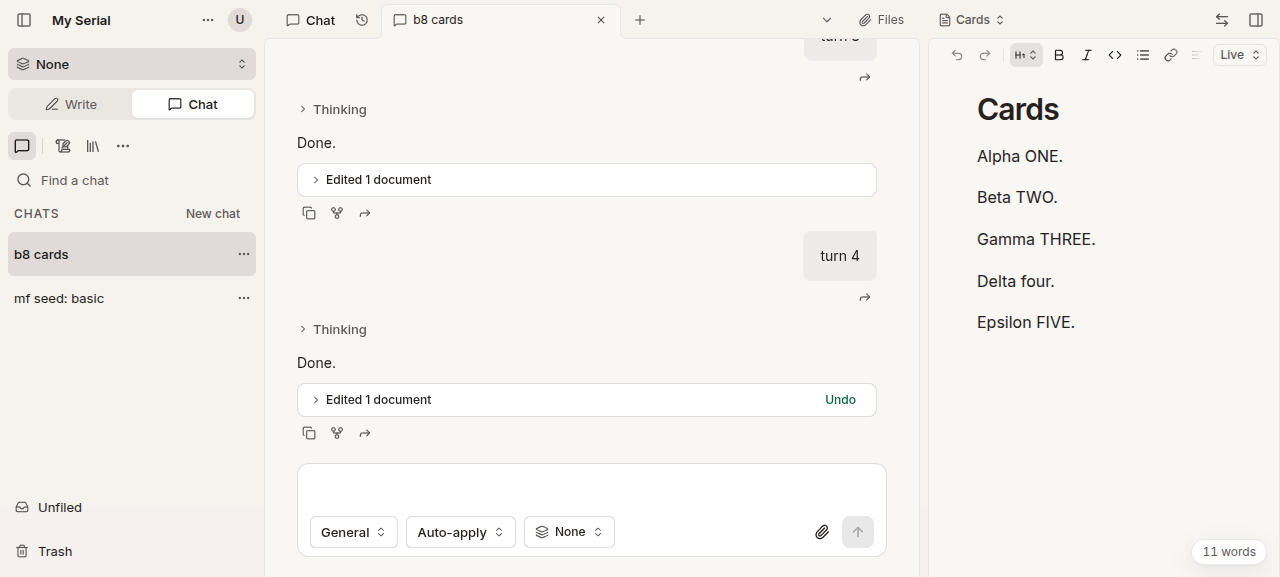 My Serial
U
Chat
b8 cards
Files
Cards
None
Write
Chat
H1
Live
Find a chat
CHATS
New chat
b8 cards
mf seed: basic
Unfiled
Trash
Thinking
Done.
Edited 1 document
turn 4
Thinking
Done.
Edited 1 document
Undo
General
Auto-apply
None
Cards
Alpha ONE.
Beta TWO.
Gamma THREE.
Delta four.
Epsilon FIVE.
11 words